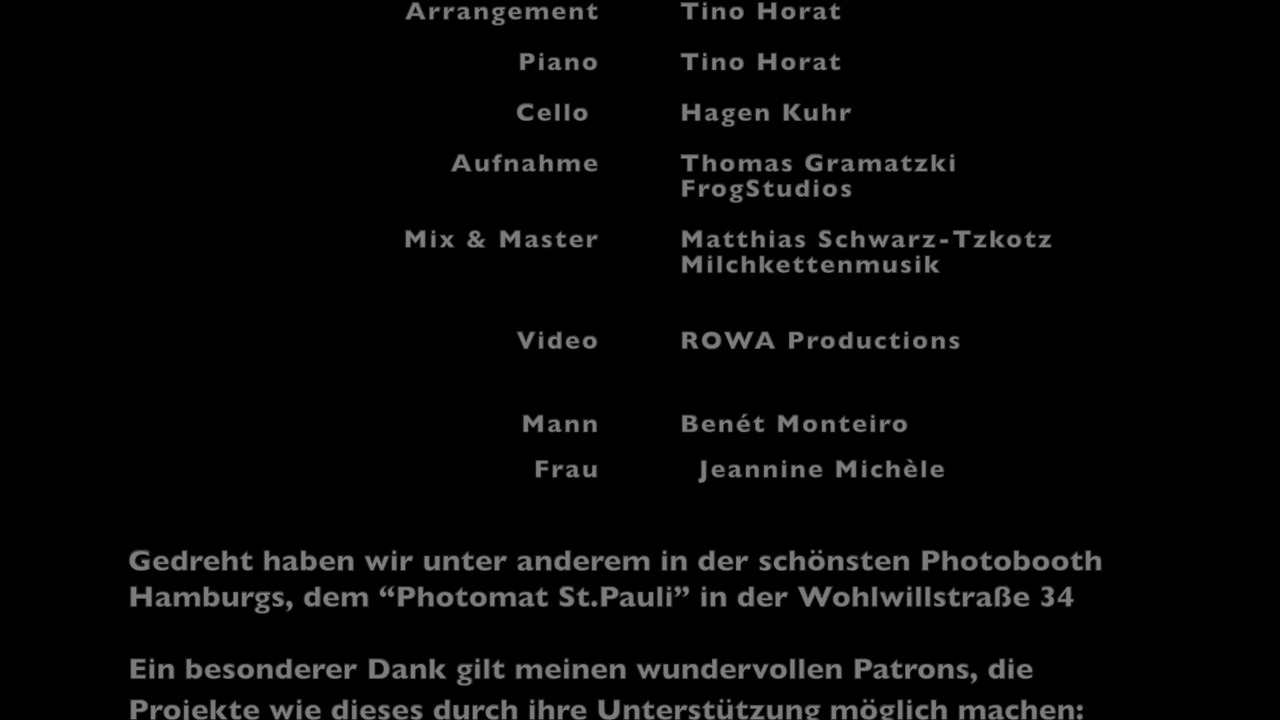 Arrangement Tino Horat
Piano Tino Horat
Cello Hagen Kuhr
Aufnahme Thomas Gramatzki
FrogStudios
Mix & Master Matthias Schwarz-Tzkotz
Milchkettenmusik
Video ROWA Productions
Mann Benét Monteiro
Frau Jeannine Michèle
Gedreht haben wir unter anderem in der schönsten Photobooth
Hamburgs, dem “Photomat St.Pauli” in der Wohlwillstraße 34
Ein besonderer Dank gilt meinen wundervollen Patrons, die
Projekte wie dieses durch ihre Unterstützung möglich machen: